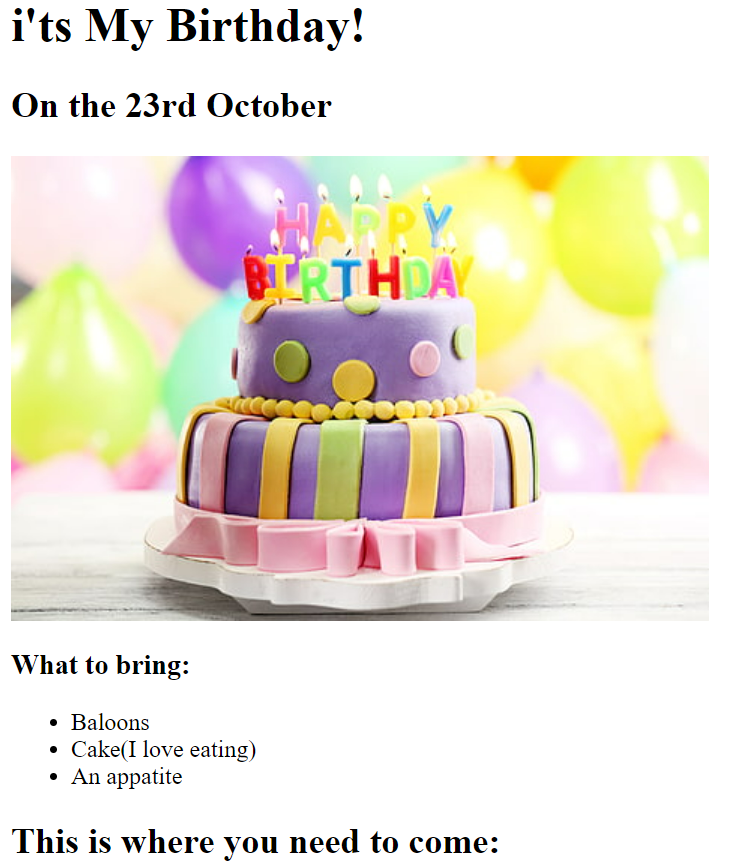 i'ts My Birthday!
On the 23rd October
HAPPY
BIRTHDAY
What to bring:
Baloons
Cake(I love eating)
An appatite
This is where you need to come: